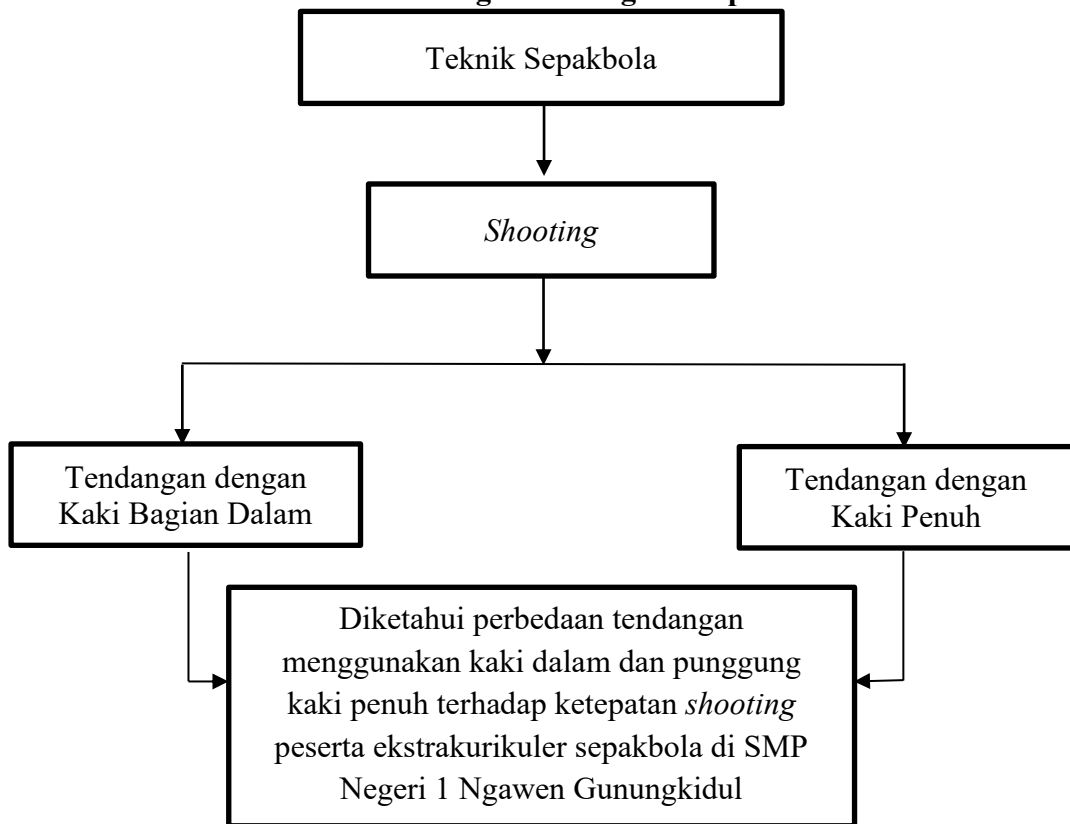 Teknik Sepakbola
Shooting
Tendangan dengan
Kaki Bagian Dalam
Tendangan dengan
Kaki Penuh
Diketahui perbedaan tendangan
menggunakan kaki dalam dan punggung
kaki penuh terhadap ketepatan shooting
peserta ekstrakurikuler sepakbola di SMP
Negeri 1 Ngawen Gunungkidul